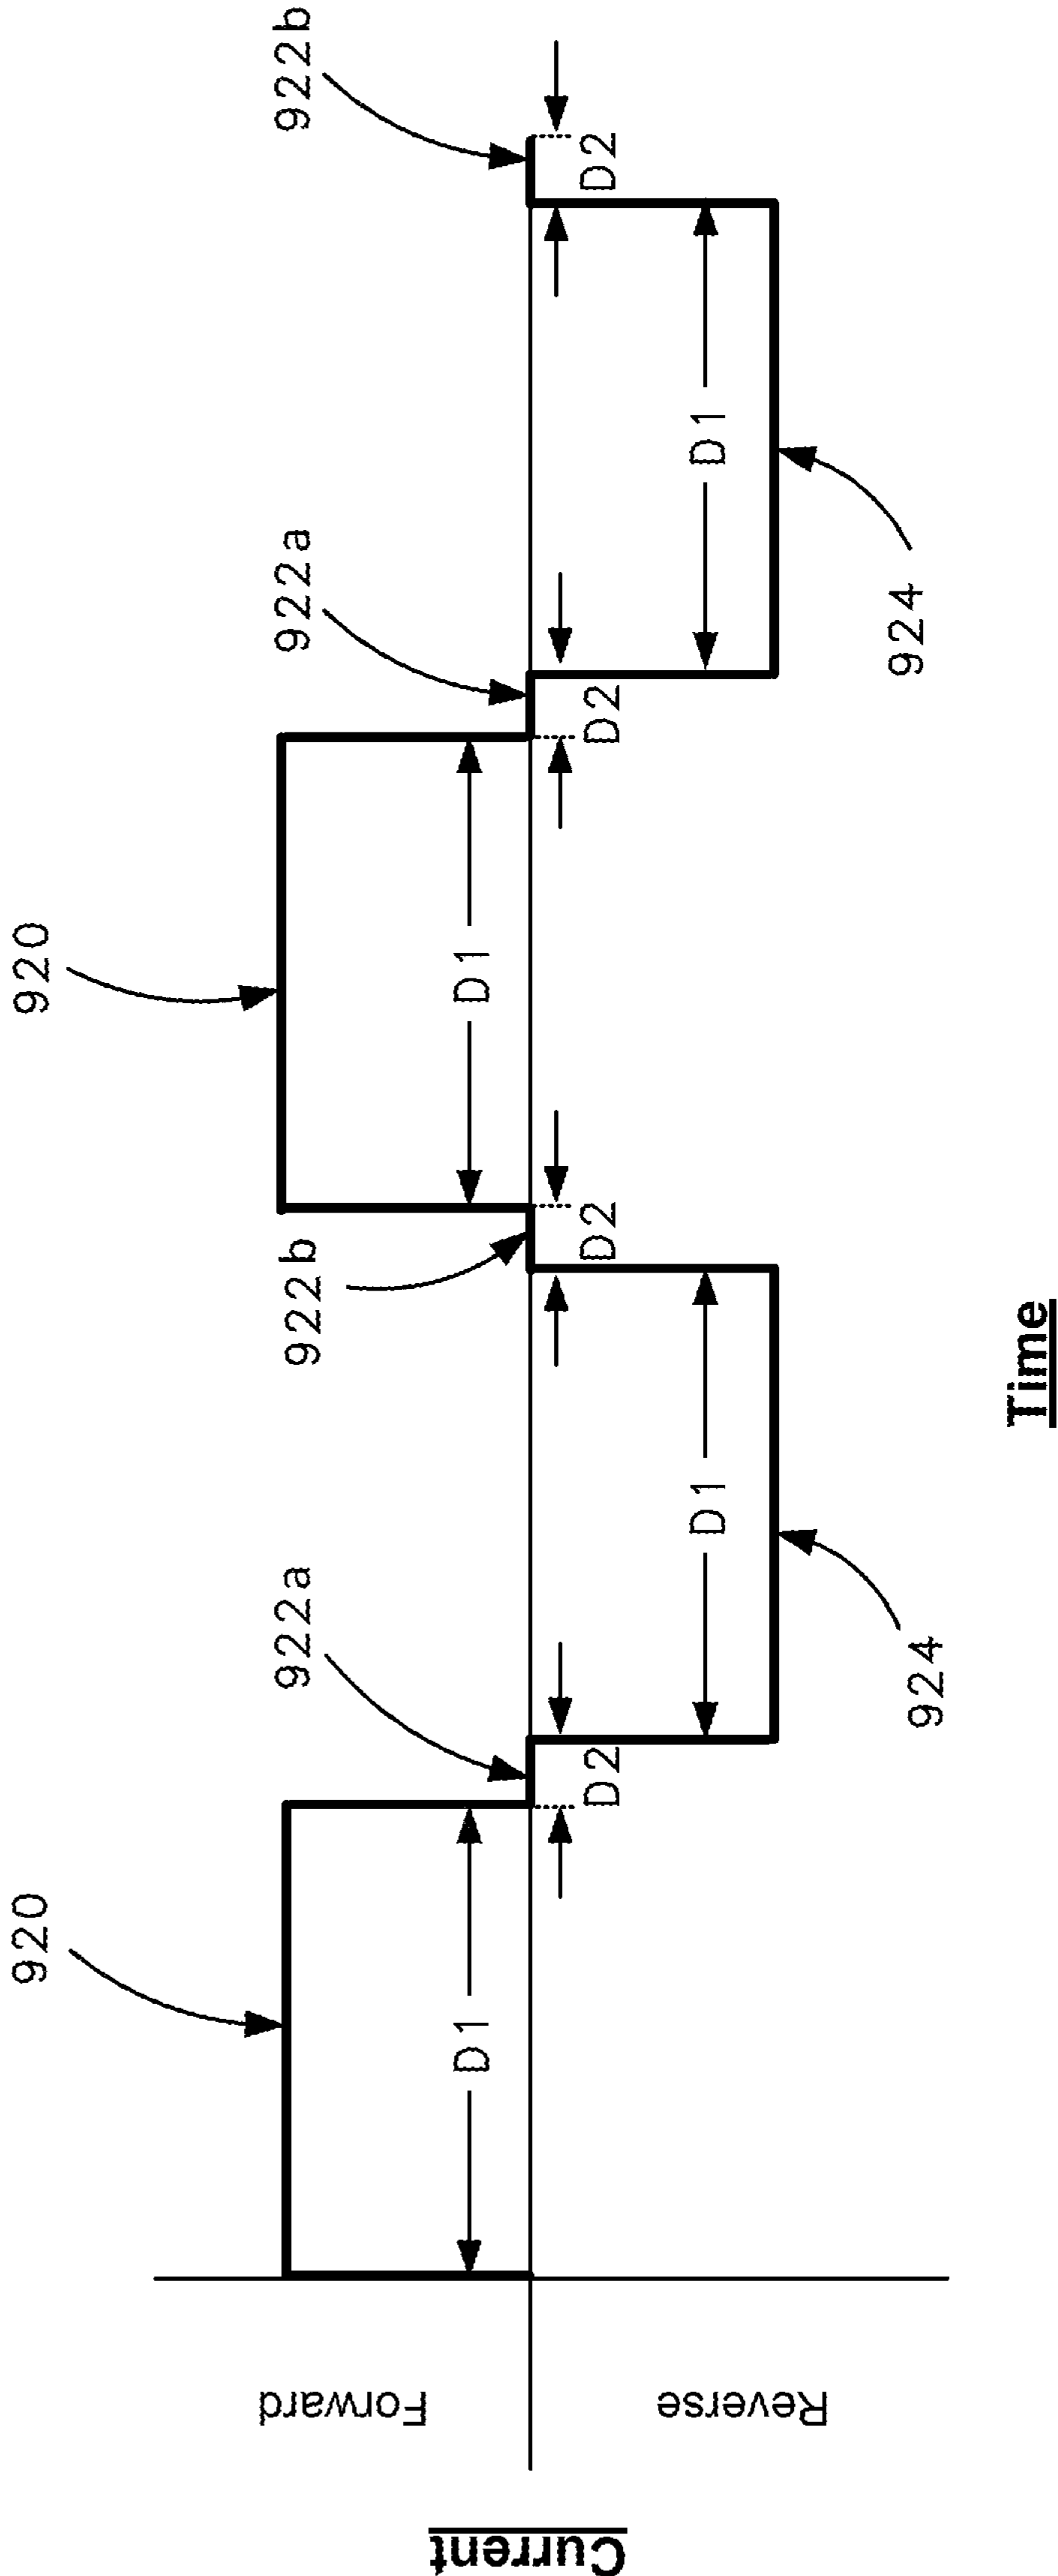 920
920
922a
922b
922a
922b
Current
Forward
D1
D1
D2
D2
D2
D2
Reverse
D1
D1
924
924
Time